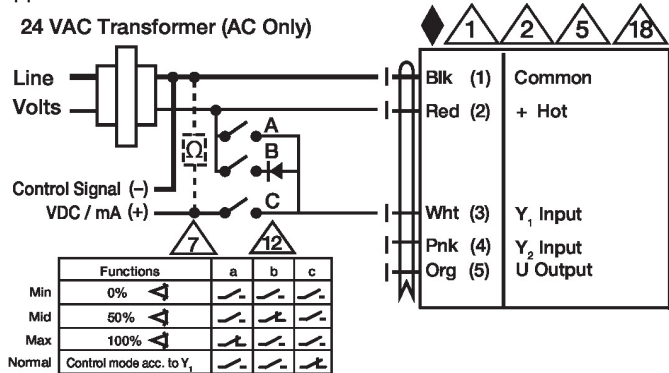 24 VAC Transformer (AC Only)
1 2 5 18
Line
Volts
Blk (1) Common
Red (2) + Hot
A
B
Ω
C
Control Signal (–)
VDC / mA (+)
Wht (3) Y₁ Input
Pnk (4) Y₂ Input
Org (5) U Output
7 12
Functions a b c
Min 0%
Mid 50%
Max 100%
Normal Control mode acc. to Y₁